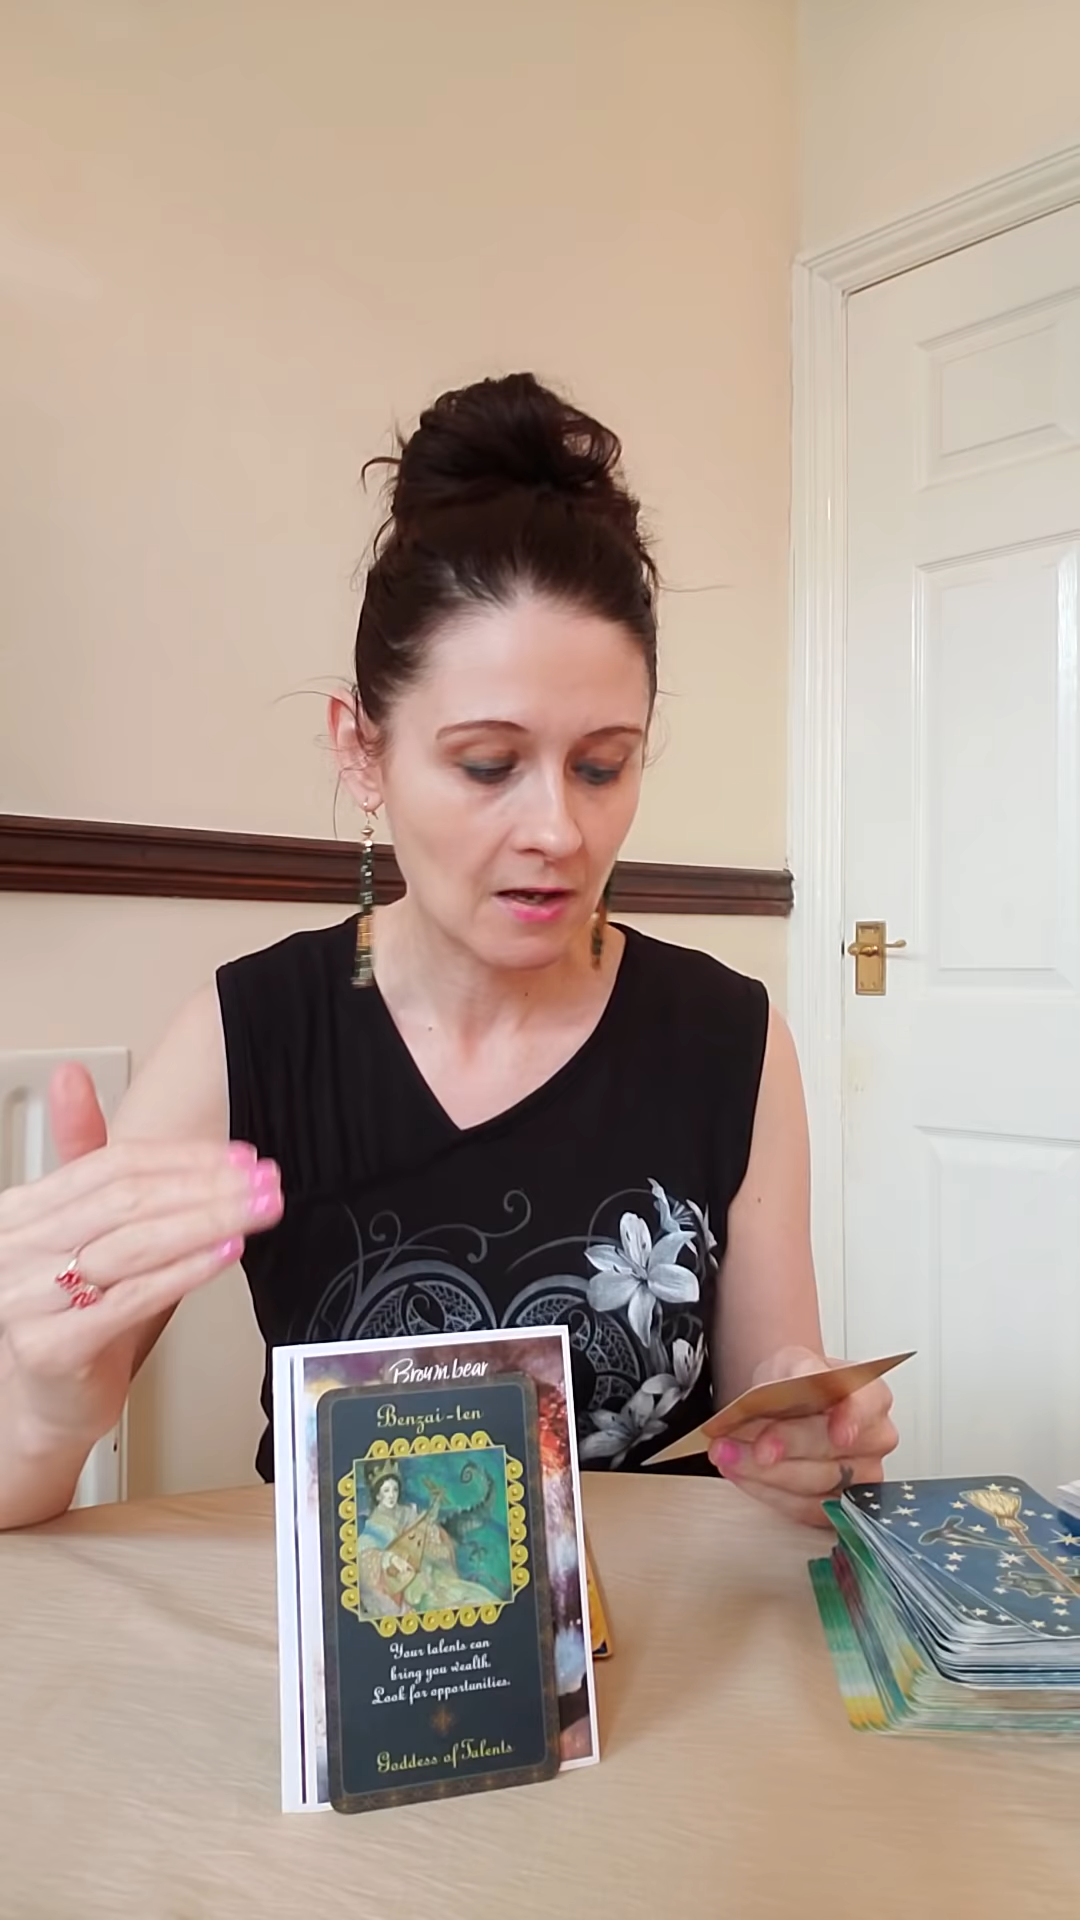 Brown bear
Benzai-ten
Your talents can
bring you wealth.
Look for opportunities.
Goddess of Talents